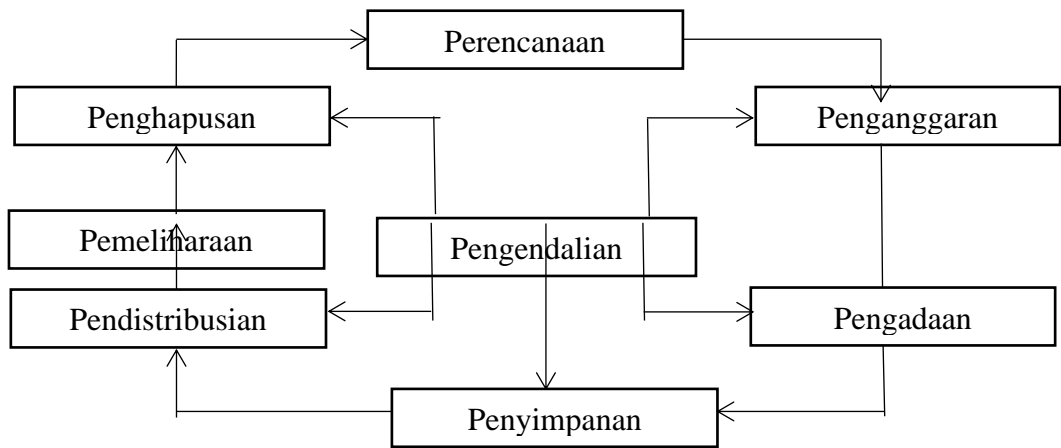 Perencanaan
Penghapusan
Penganggaran
Pemeliharaan
Pengendalian
Pendistribusian
Pengadaan
Penyimpanan